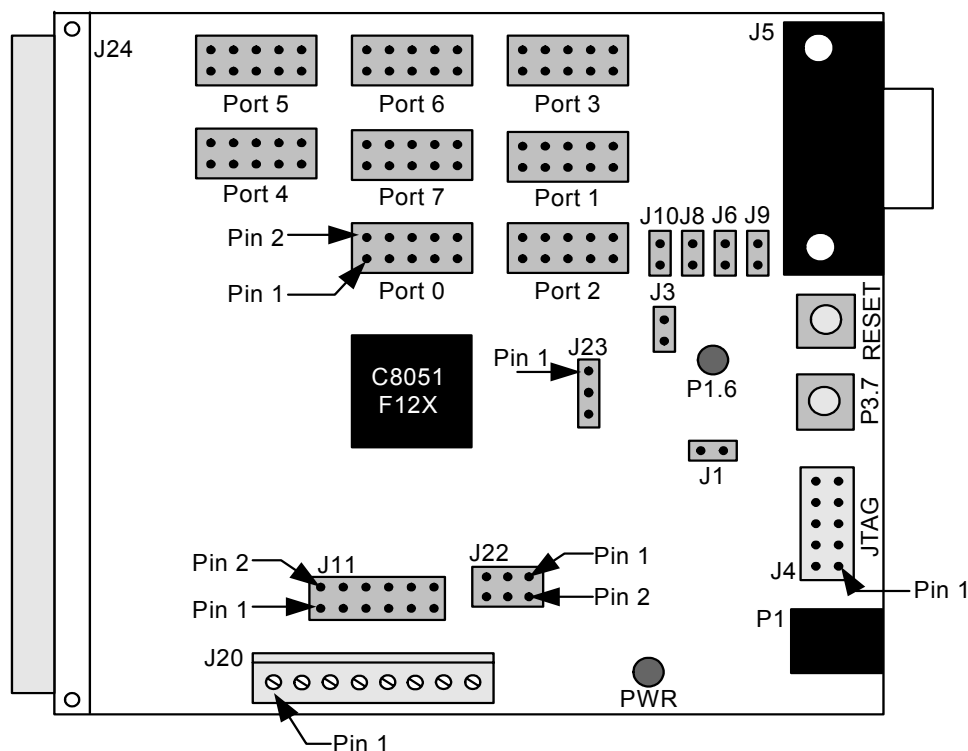 J24
J5
Port 5
Port 6
Port 3
Port 4
Port 7
Port 1
J10
J8
J6
J9
Pin 2
Pin 1
Port 0
Port 2
J3
RESET
Pin 1
J23
C8051
F12X
P1.6
P3.7
J1
JTAG
J4
Pin 1
Pin 2
J11
Pin 1
J22
Pin 1
Pin 2
P1
J20
PWR
Pin 1